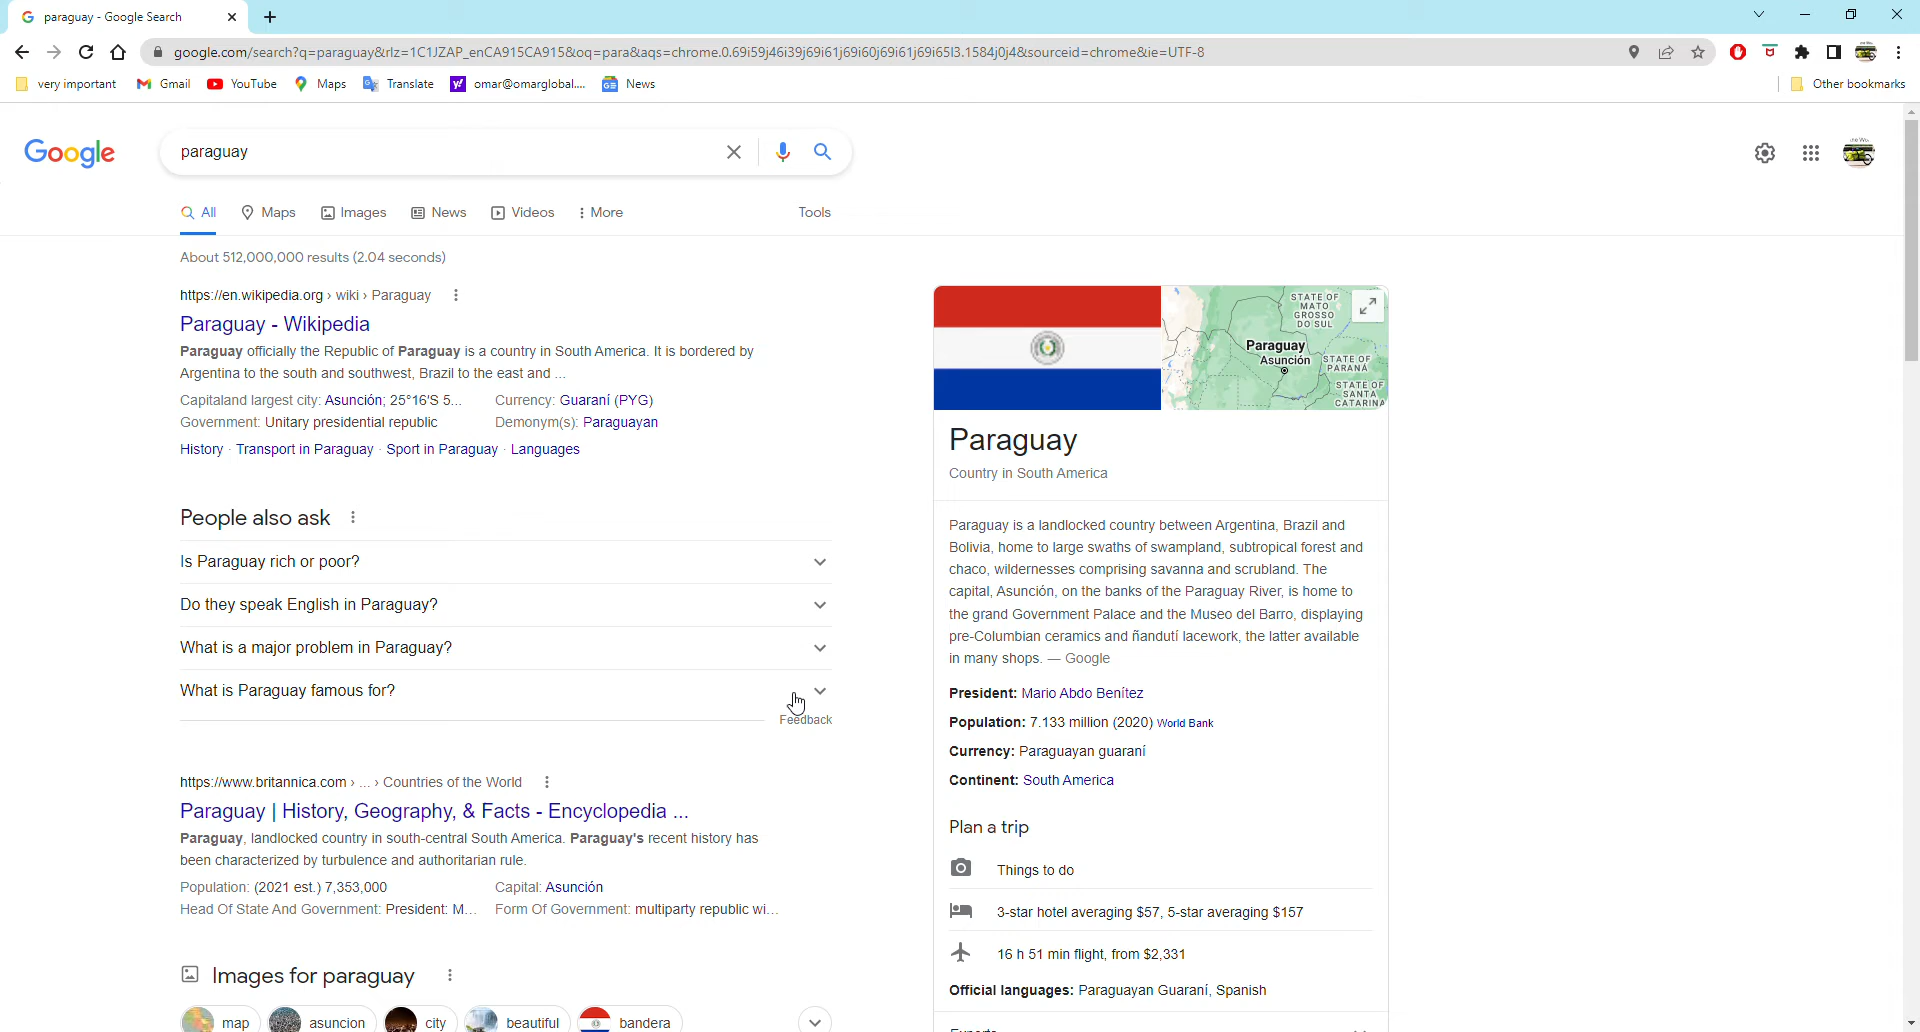 paraguay - Google Search
google.com/search?q=paraguay&rlz=1C1JZAP_enCA915CA915&oq=para&aqs=chrome.0.69i59j46i39j69i61j69i60j69i61j69i65l3.1584j0j4&sourceid=chrome&ie=UTF-8
very important Gmail YouTube Maps Translate omar@omarglobal.... News Other bookmarks
Google paraguay
All Maps Images News Videos More Tools
About 512,000,000 results (2.04 seconds)
https://en.wikipedia.org › wiki › Paraguay
Paraguay - Wikipedia
Paraguay officially the Republic of Paraguay is a country in South America. It is bordered by
Argentina to the south and southwest, Brazil to the east and ...
Capitaland largest city: Asunción; 25°16'S 5... Currency: Guaraní (PYG)
Government: Unitary presidential republic Demonym(s): Paraguayan
History · Transport in Paraguay · Sport in Paraguay · Languages
People also ask
Is Paraguay rich or poor?
Do they speak English in Paraguay?
What is a major problem in Paraguay?
What is Paraguay famous for?
Feedback
https://www.britannica.com › ... › Countries of the World
Paraguay | History, Geography, & Facts - Encyclopedia ...
Paraguay, landlocked country in south-central South America. Paraguay's recent history has
been characterized by turbulence and authoritarian rule.
Population: (2021 est.) 7,353,000 Capital: Asunción
Head Of State And Government: President: M... Form Of Government: multiparty republic wi...
Images for paraguay
map asuncion city beautiful bandera
STATE OF
MATO
GROSSO
DO SUL
Paraguay
Asunción
STATE OF
PARANÁ
STATE OF
SANTA
CATARINA
Paraguay
Country in South America
Paraguay is a landlocked country between Argentina, Brazil and
Bolivia, home to large swaths of swampland, subtropical forest and
chaco, wildernesses comprising savanna and scrubland. The
capital, Asunción, on the banks of the Paraguay River, is home to
the grand Government Palace and the Museo del Barro, displaying
pre-Columbian ceramics and ñandutí lacework, the latter available
in many shops. — Google
President: Mario Abdo Benítez
Population: 7.133 million (2020) World Bank
Currency: Paraguayan guaraní
Continent: South America
Plan a trip
Things to do
3-star hotel averaging $57, 5-star averaging $157
16 h 51 min flight, from $2,331
Official languages: Paraguayan Guaraní, Spanish